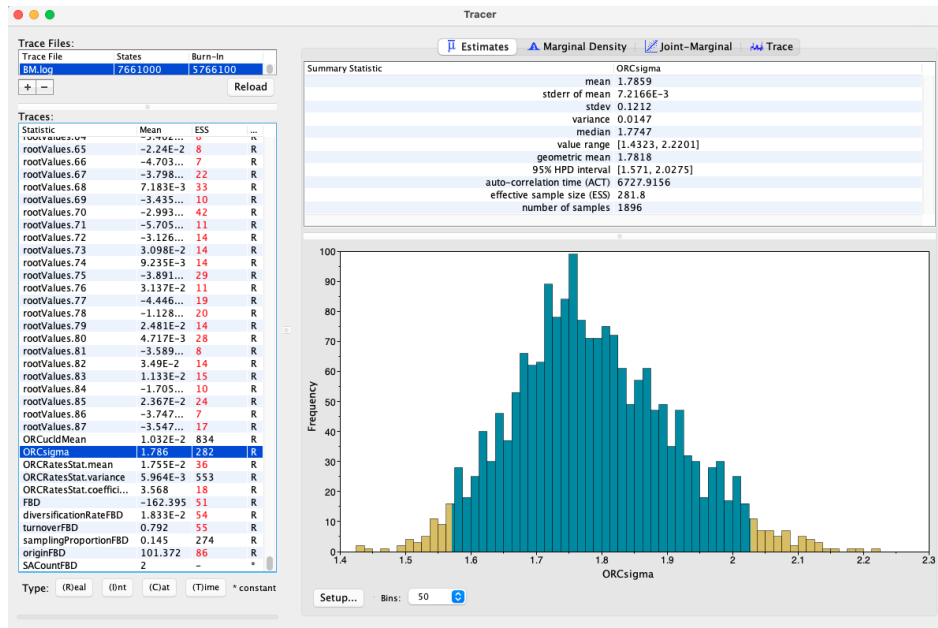 Tracer
Trace Files:
Trace File States Burn-In
BM.log 7661000 5766100
+ − Reload
Traces:
Statistic Mean ESS ...
rootValues.64 -3.402... 6 R
rootValues.65 -2.24E-2 8 R
rootValues.66 -4.703... 7 R
rootValues.67 -3.798... 22 R
rootValues.68 7.183E-3 33 R
rootValues.69 -3.435... 10 R
rootValues.70 -2.993... 42 R
rootValues.71 -5.705... 11 R
rootValues.72 -3.126... 14 R
rootValues.73 3.098E-2 14 R
rootValues.74 9.235E-3 14 R
rootValues.75 -3.891... 29 R
rootValues.76 3.137E-2 11 R
rootValues.77 -4.446... 19 R
rootValues.78 -1.128... 20 R
rootValues.79 2.481E-2 14 R
rootValues.80 4.717E-3 28 R
rootValues.81 -3.589... 8 R
rootValues.82 3.49E-2 14 R
rootValues.83 1.133E-2 15 R
rootValues.84 -1.705... 10 R
rootValues.85 2.367E-2 24 R
rootValues.86 -3.747... 7 R
rootValues.87 -3.547... 17 R
ORCucldMean 1.032E-2 834 R
ORCsigma 1.786 282 R
ORCRatesStat.mean 1.755E-2 36 R
ORCRatesStat.variance 5.964E-3 553 R
ORCRatesStat.coeffici... 3.568 18 R
FBD -162.395 51 R
diversificationRateFBD 1.833E-2 54 R
turnoverFBD 0.792 55 R
samplingProportionFBD 0.145 274 R
originFBD 101.372 86 R
SACountFBD 2 - *
Type: (R)eal (I)nt (C)at (T)ime * constant
Estimates Marginal Density Joint-Marginal Trace
Summary Statistic ORCsigma
mean 1.7859
stderr of mean 7.2166E-3
stdev 0.1212
variance 0.0147
median 1.7747
value range [1.4323, 2.2201]
geometric mean 1.7818
95% HPD interval [1.571, 2.0275]
auto-correlation time (ACT) 6727.9156
effective sample size (ESS) 281.8
number of samples 1896
100
90
80
70
60
50
40
30
20
10
0
Frequency
1.4 1.5 1.6 1.7 1.8 1.9 2 2.1 2.2 2.3
ORCsigma
Setup... Bins: 50